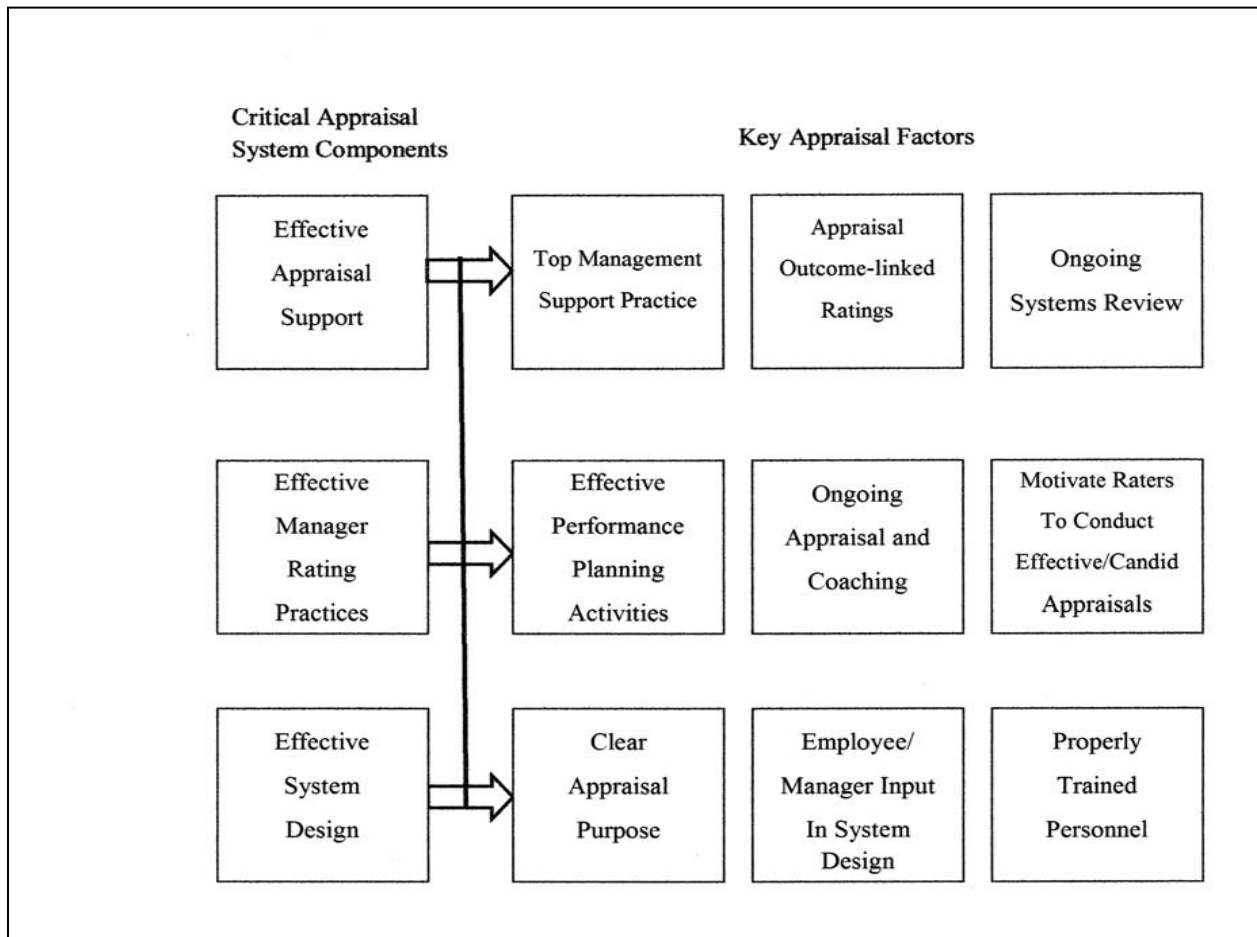 Critical Appraisal
System Components
Key Appraisal Factors
Effective
Appraisal
Support
Top Management
Support Practice
Appraisal
Outcome-linked
Ratings
Ongoing
Systems Review
Effective
Manager
Rating
Practices
Effective
Performance
Planning
Activities
Ongoing
Appraisal and
Coaching
Motivate Raters
To Conduct
Effective/Candid
Appraisals
Effective
System
Design
Clear
Appraisal
Purpose
Employee/
Manager Input
In System
Design
Properly
Trained
Personnel